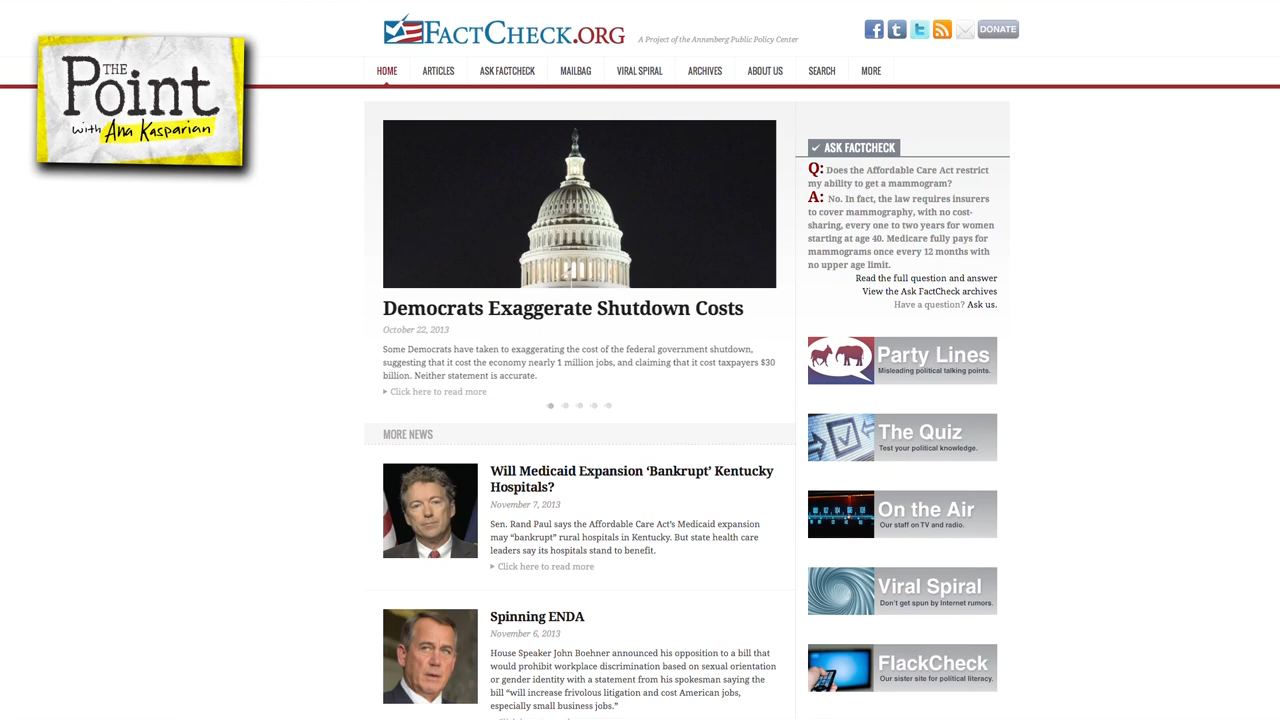 THE
Point
with Ana Kasparian
FACTCHECK.ORG
A Project of the Annenberg Public Policy Center
DONATE
HOME ARTICLES ASK FACTCHECK MAILBAG VIRAL SPIRAL ARCHIVES ABOUT US SEARCH MORE
Democrats Exaggerate Shutdown Costs
October 22, 2013
Some Democrats have taken to exaggerating the cost of the federal government shutdown,
suggesting that it cost the economy nearly 1 million jobs, and claiming that it cost taxpayers $30
billion. Neither statement is accurate.
Click here to read more
MORE NEWS
Will Medicaid Expansion ‘Bankrupt’ Kentucky
Hospitals?
November 7, 2013
Sen. Rand Paul says the Affordable Care Act’s Medicaid expansion
may “bankrupt” rural hospitals in Kentucky. But state health care
leaders say its hospitals stand to benefit.
Click here to read more
Spinning ENDA
November 6, 2013
House Speaker John Boehner announced his opposition to a bill that
would prohibit workplace discrimination based on sexual orientation
or gender identity with a statement from his spokesman saying the
bill “will increase frivolous litigation and cost American jobs,
especially small business jobs.”
ASK FACTCHECK
Q: Does the Affordable Care Act restrict
my ability to get a mammogram?
A: No. In fact, the law requires insurers
to cover mammography, with no cost-
sharing, every one to two years for women
starting at age 40. Medicare fully pays for
mammograms once every 12 months with
no upper age limit.
Read the full question and answer
View the Ask FactCheck archives
Have a question? Ask us.
Party Lines
Misleading political talking points.
The Quiz
Test your political knowledge.
On the Air
Our staff on TV and radio.
Viral Spiral
Don’t get spun by Internet rumors.
FlackCheck
Our sister site for political literacy.